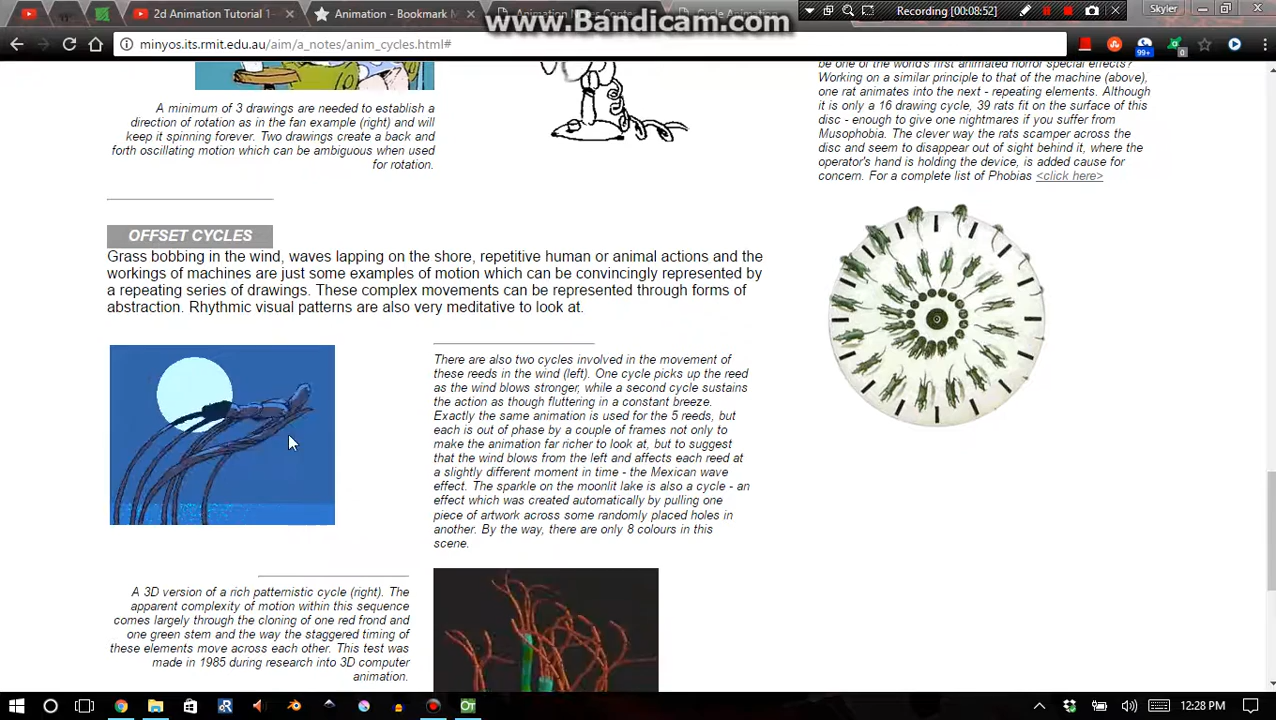 2d Animation Tutorial 1-
Animation - Bookmark M
www.Bandicam.com
Recording [00:08:52]
Skyler
minyos.its.rmit.edu.au/aim/a_notes/anim_cycles.html#
99+
0
be one of the world's first animated horror special effects?
Working on a similar principle to that of the machine (above),
one rat animates into the next - repeating elements. Although
it is only a 16 drawing cycle, 39 rats fit on the surface of this
disc - enough to give one nightmares if you suffer from
Musophobia. The clever way the rats scamper across the
disc and seem to disappear out of sight behind it, where the
operator's hand is holding the device, is added cause for
concern. For a complete list of Phobias <click here>
A minimum of 3 drawings are needed to establish a
direction of rotation as in the fan example (right) and will
keep it spinning forever. Two drawings create a back and
forth oscillating motion which can be ambiguous when used
for rotation.
OFFSET CYCLES
Grass bobbing in the wind, waves lapping on the shore, repetitive human or animal actions and the
workings of machines are just some examples of motion which can be convincingly represented by
a repeating series of drawings. These complex movements can be represented through forms of
abstraction. Rhythmic visual patterns are also very meditative to look at.
There are also two cycles involved in the movement of
these reeds in the wind (left). One cycle picks up the reed
as the wind blows stronger, while a second cycle sustains
the action as though fluttering in a constant breeze.
Exactly the same animation is used for the 5 reeds, but
each is out of phase by a couple of frames not only to
make the animation far richer to look at, but to suggest
that the wind blows from the left and affects each reed at
a slightly different moment in time - the Mexican wave
effect. The sparkle on the moonlit lake is also a cycle - an
effect which was created automatically by pulling one
piece of artwork across some randomly placed holes in
another. By the way, there are only 8 colours in this
scene.
A 3D version of a rich patternistic cycle (right). The
apparent complexity of motion within this sequence
comes largely through the cloning of one red frond and
one green stem and the way the staggered timing of
these elements move across each other. This test was
made in 1985 during research into 3D computer
animation.
12:28 PM